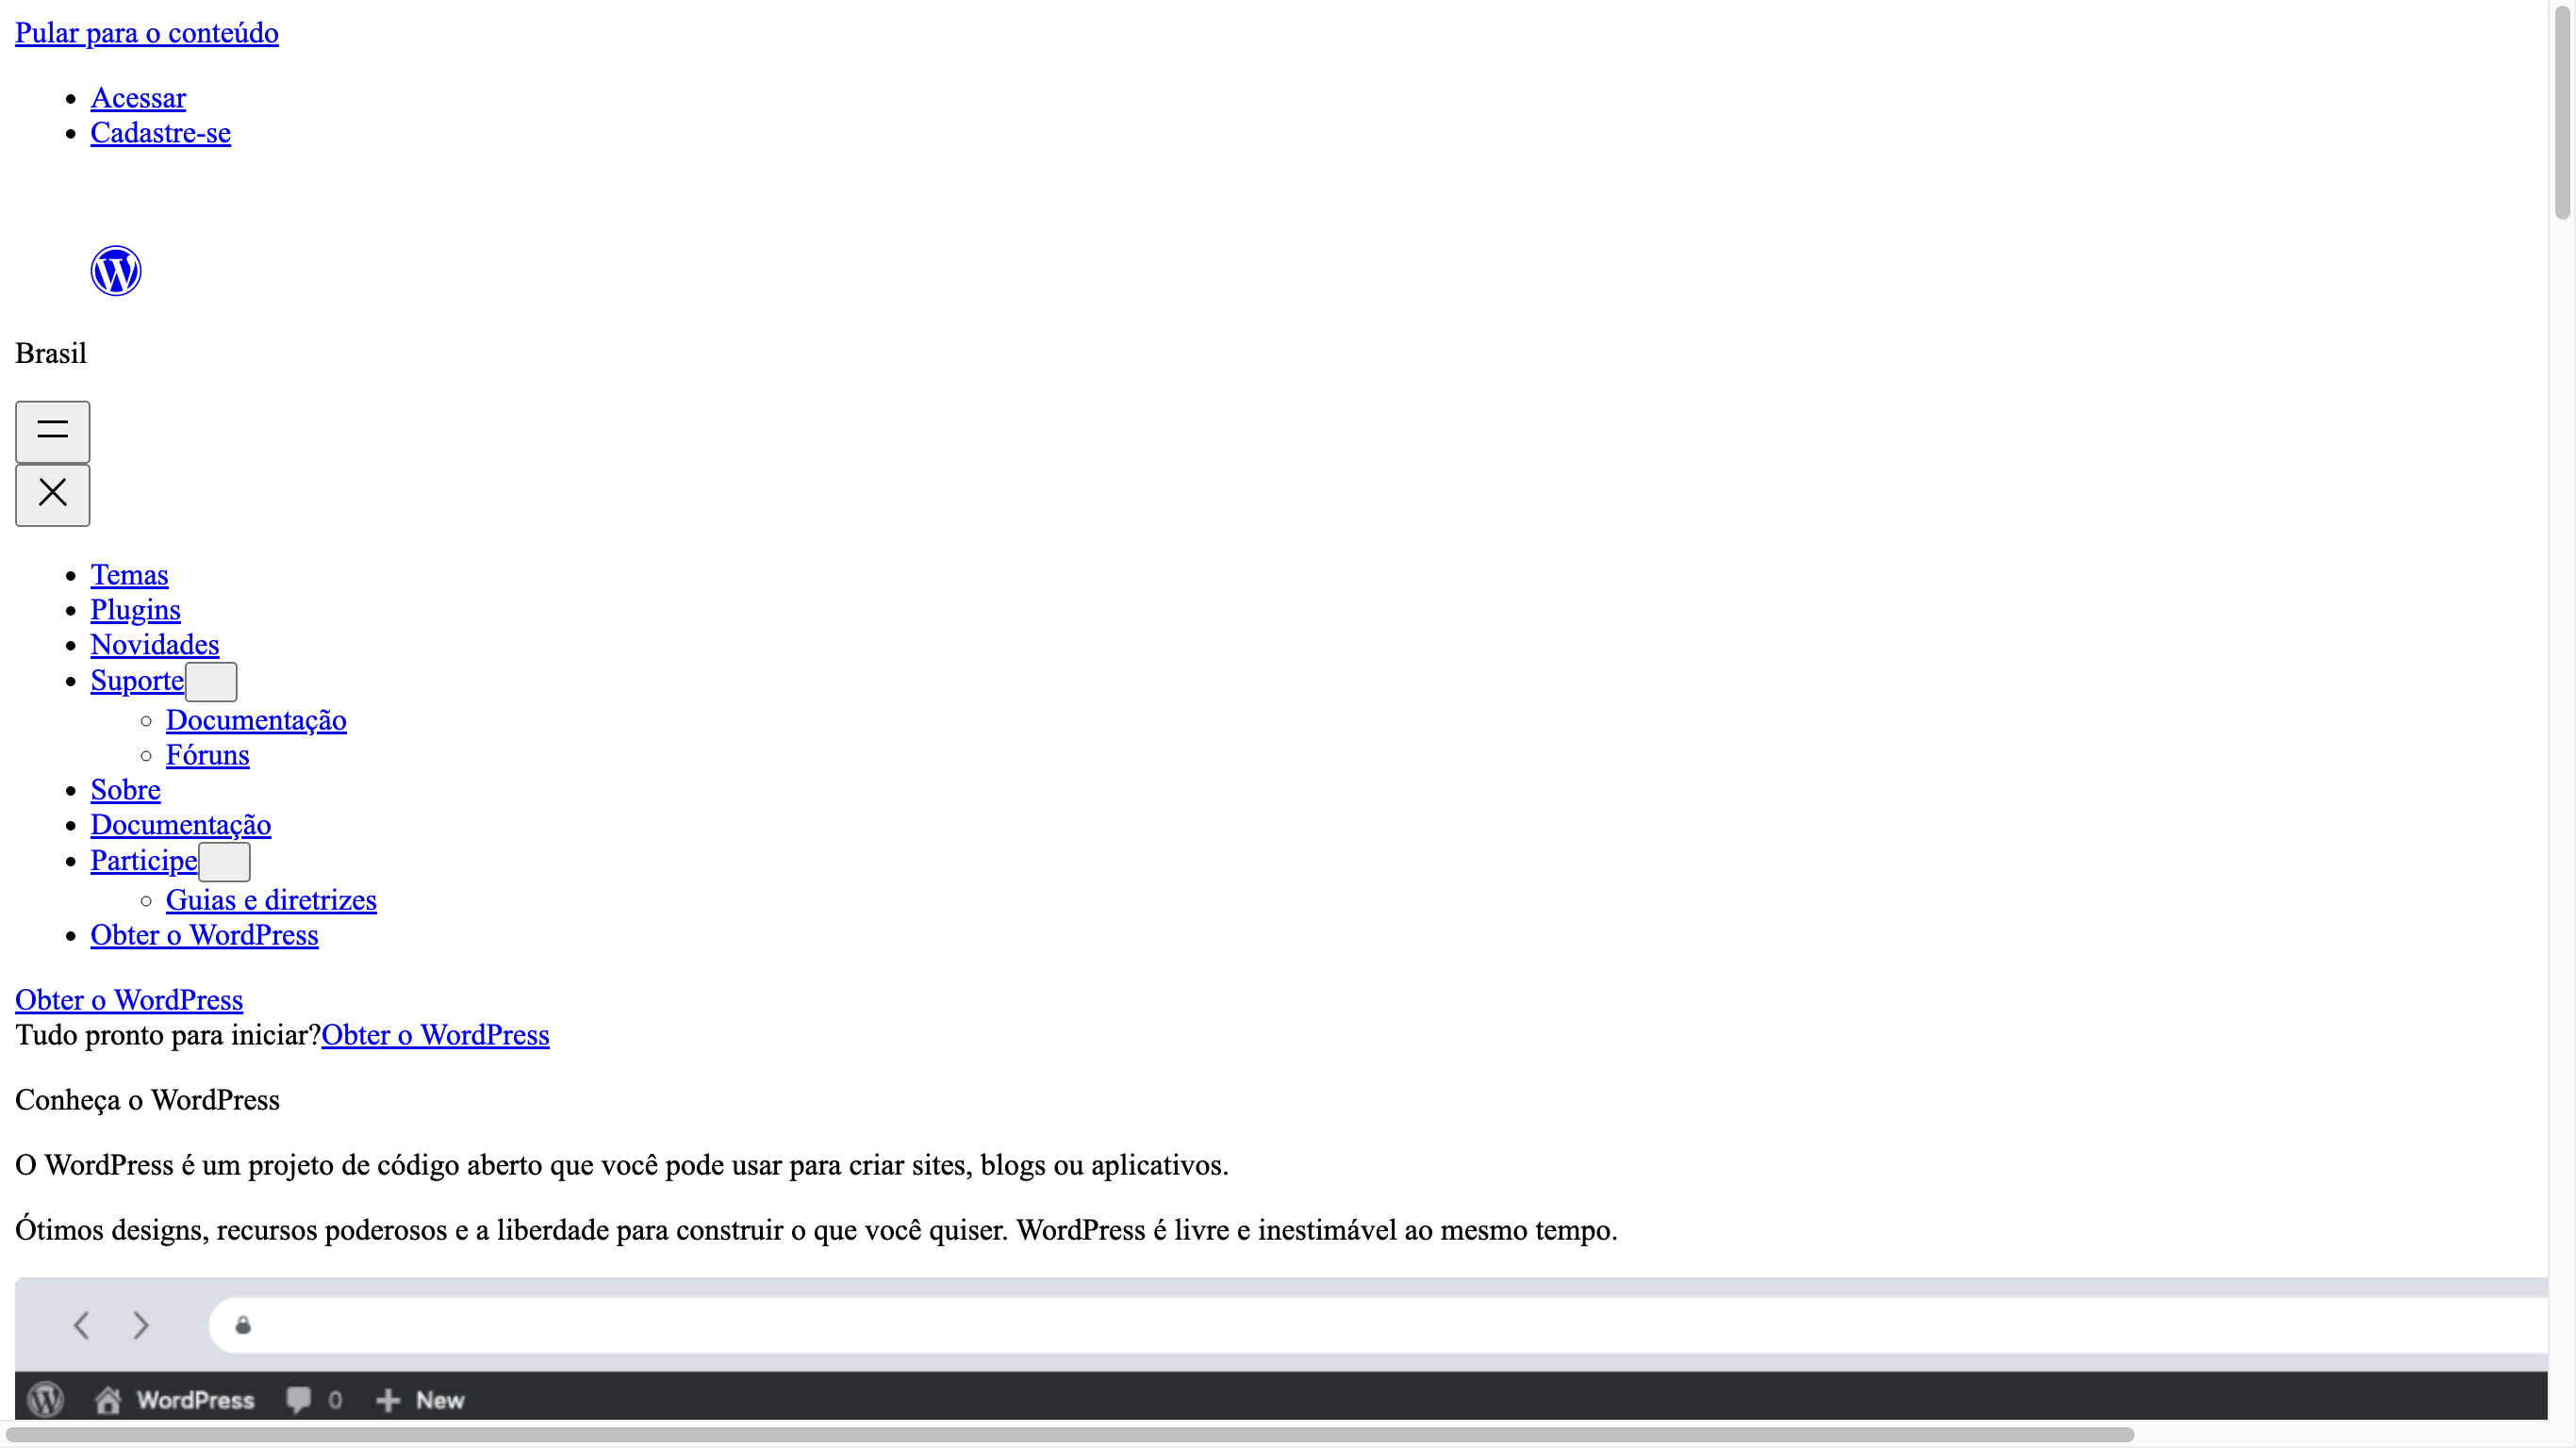 Pular para o conteúdo
Acessar
Cadastre-se
Brasil
Temas
Plugins
Novidades
Suporte
Documentação
Fóruns
Sobre
Documentação
Participe
Guias e diretrizes
Obter o WordPress
Obter o WordPress
Tudo pronto para iniciar?Obter o WordPress
Conheça o WordPress
O WordPress é um projeto de código aberto que você pode usar para criar sites, blogs ou aplicativos.
Ótimos designs, recursos poderosos e a liberdade para construir o que você quiser. WordPress é livre e inestimável ao mesmo tempo.
WordPress 0 + New